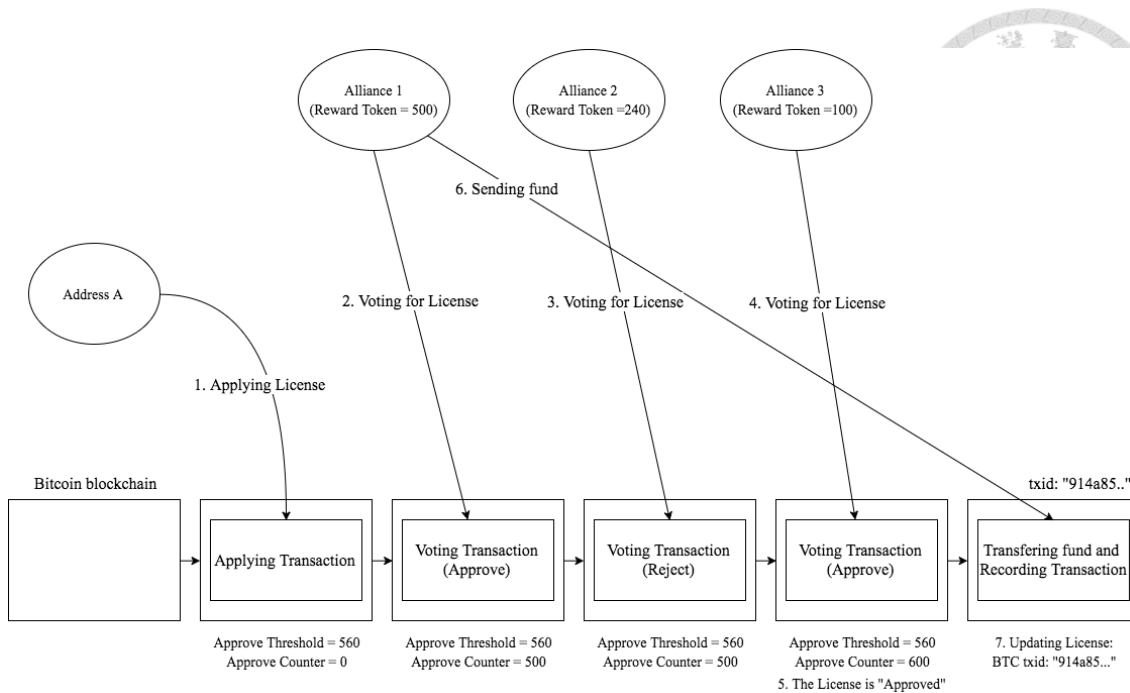 Alliance 1
(Reward Token = 500)
Alliance 2
(Reward Token =240)
Alliance 3
(Reward Token =100)
6. Sending fund
Address A
2. Voting for License
3. Voting for License
4. Voting for License
1. Applying License
Bitcoin blockchain
txid: "914a85.."
Applying Transaction
Voting Transaction
(Approve)
Voting Transaction
(Reject)
Voting Transaction
(Approve)
Transfering fund and
Recording Transaction
Approve Threshold = 560
Approve Counter = 0
Approve Threshold = 560
Approve Counter = 500
Approve Threshold = 560
Approve Counter = 500
Approve Threshold = 560
Approve Counter = 600
5. The License is "Approved"
7. Updating License:
BTC txid: "914a85..."